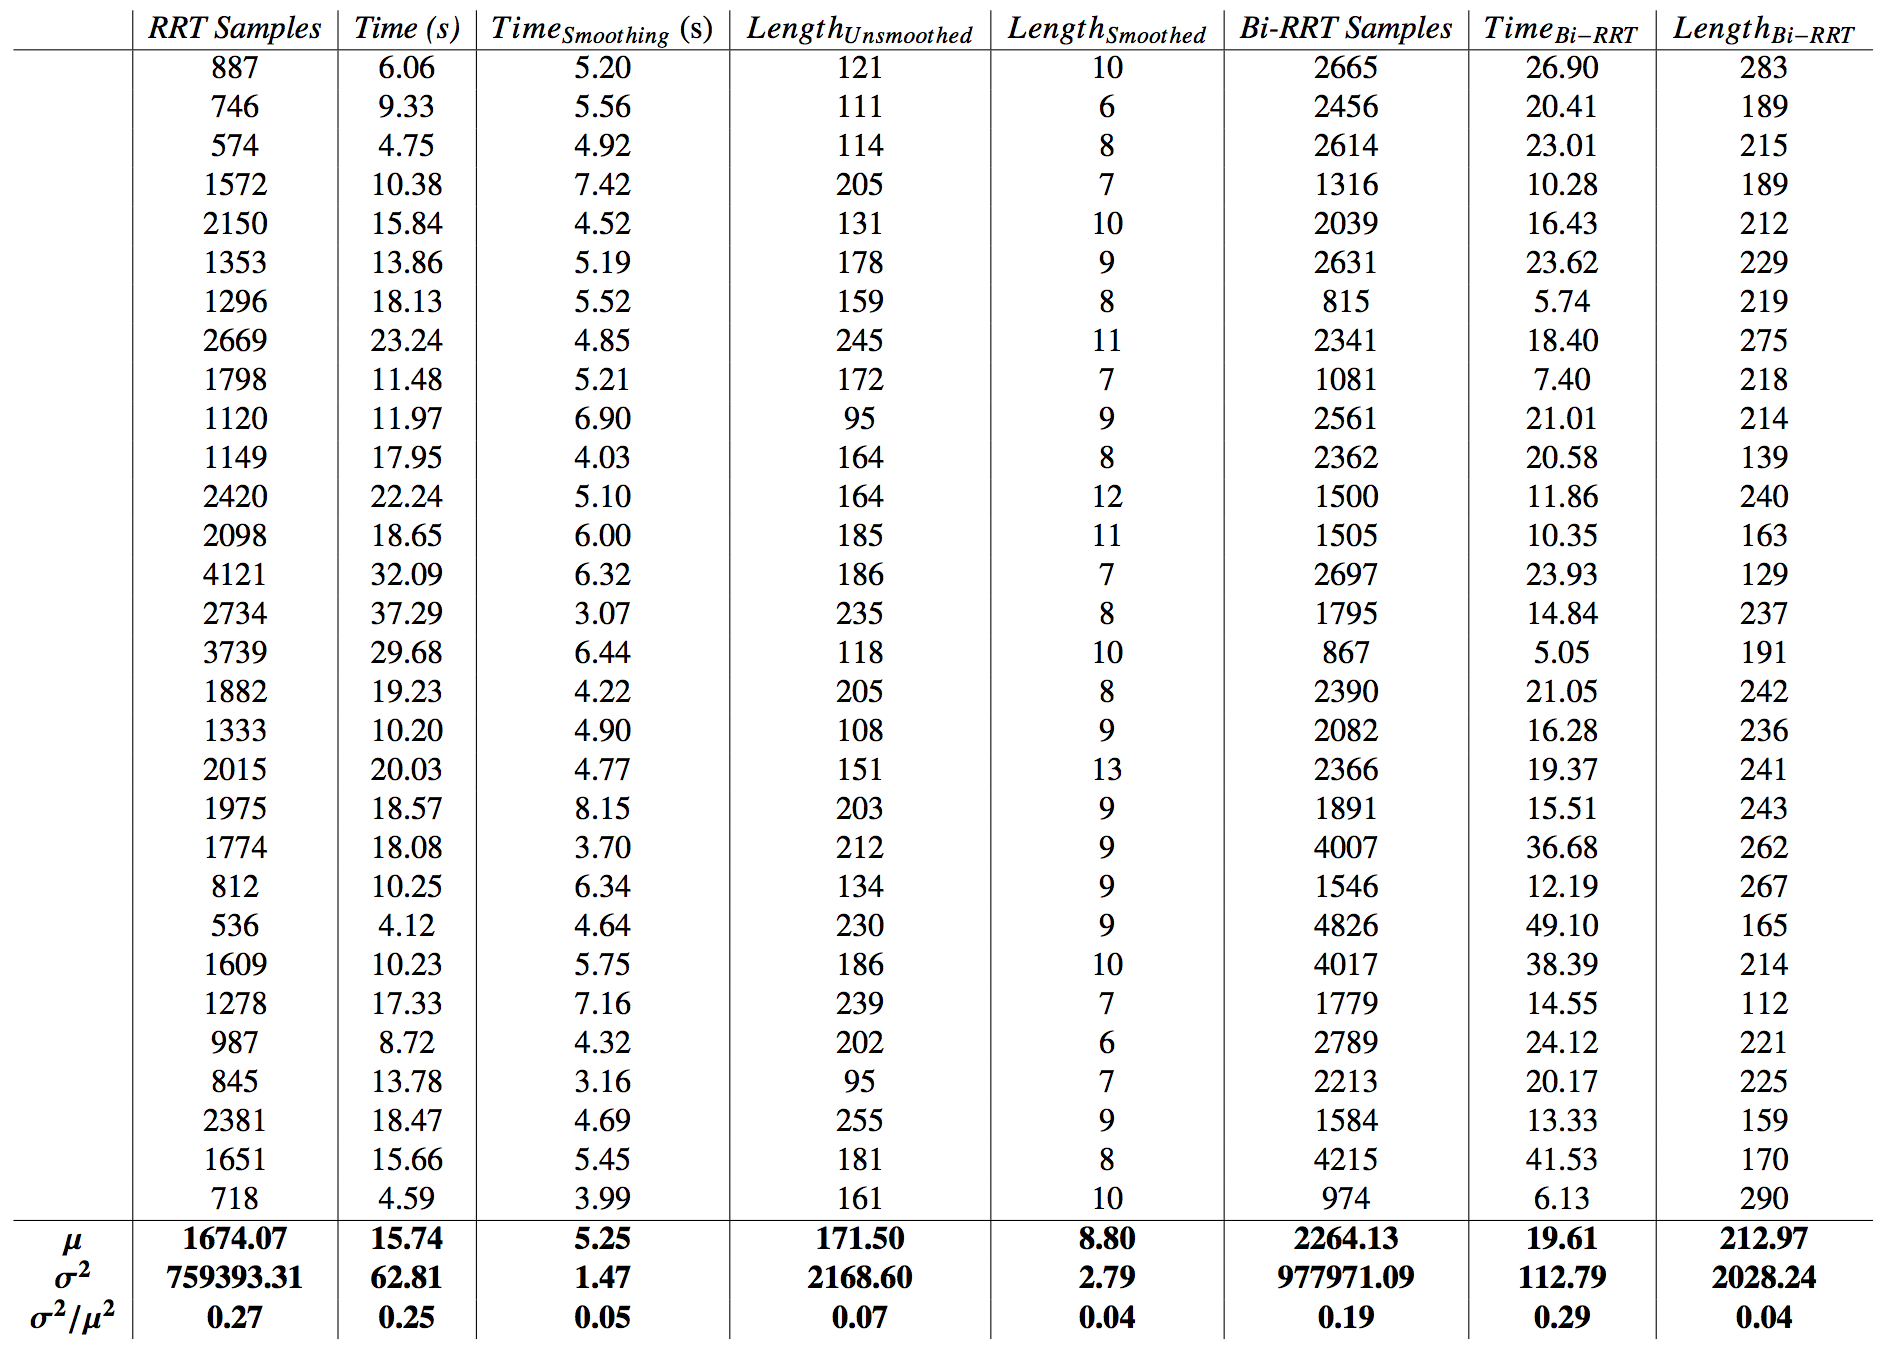 RRT Samples Time (s) Time_Smoothing (s) Length_Unsmoothed Length_Smoothed Bi-RRT Samples Time_Bi−RRT Length_Bi−RRT
887 6.06 5.20 121 10 2665 26.90 283
746 9.33 5.56 111 6 2456 20.41 189
574 4.75 4.92 114 8 2614 23.01 215
1572 10.38 7.42 205 7 1316 10.28 189
2150 15.84 4.52 131 10 2039 16.43 212
1353 13.86 5.19 178 9 2631 23.62 229
1296 18.13 5.52 159 8 815 5.74 219
2669 23.24 4.85 245 11 2341 18.40 275
1798 11.48 5.21 172 7 1081 7.40 218
1120 11.97 6.90 95 9 2561 21.01 214
1149 17.95 4.03 164 8 2362 20.58 139
2420 22.24 5.10 164 12 1500 11.86 240
2098 18.65 6.00 185 11 1505 10.35 163
4121 32.09 6.32 186 7 2697 23.93 129
2734 37.29 3.07 235 8 1795 14.84 237
3739 29.68 6.44 118 10 867 5.05 191
1882 19.23 4.22 205 8 2390 21.05 242
1333 10.20 4.90 108 9 2082 16.28 236
2015 20.03 4.77 151 13 2366 19.37 241
1975 18.57 8.15 203 9 1891 15.51 243
1774 18.08 3.70 212 9 4007 36.68 262
812 10.25 6.34 134 9 1546 12.19 267
536 4.12 4.64 230 9 4826 49.10 165
1609 10.23 5.75 186 10 4017 38.39 214
1278 17.33 7.16 239 7 1779 14.55 112
987 8.72 4.32 202 6 2789 24.12 221
845 13.78 3.16 95 7 2213 20.17 225
2381 18.47 4.69 255 9 1584 13.33 159
1651 15.66 5.45 181 8 4215 41.53 170
718 4.59 3.99 161 10 974 6.13 290
μ 1674.07 15.74 5.25 171.50 8.80 2264.13 19.61 212.97
σ² 759393.31 62.81 1.47 2168.60 2.79 977971.09 112.79 2028.24
σ²/μ² 0.27 0.25 0.05 0.07 0.04 0.19 0.29 0.04